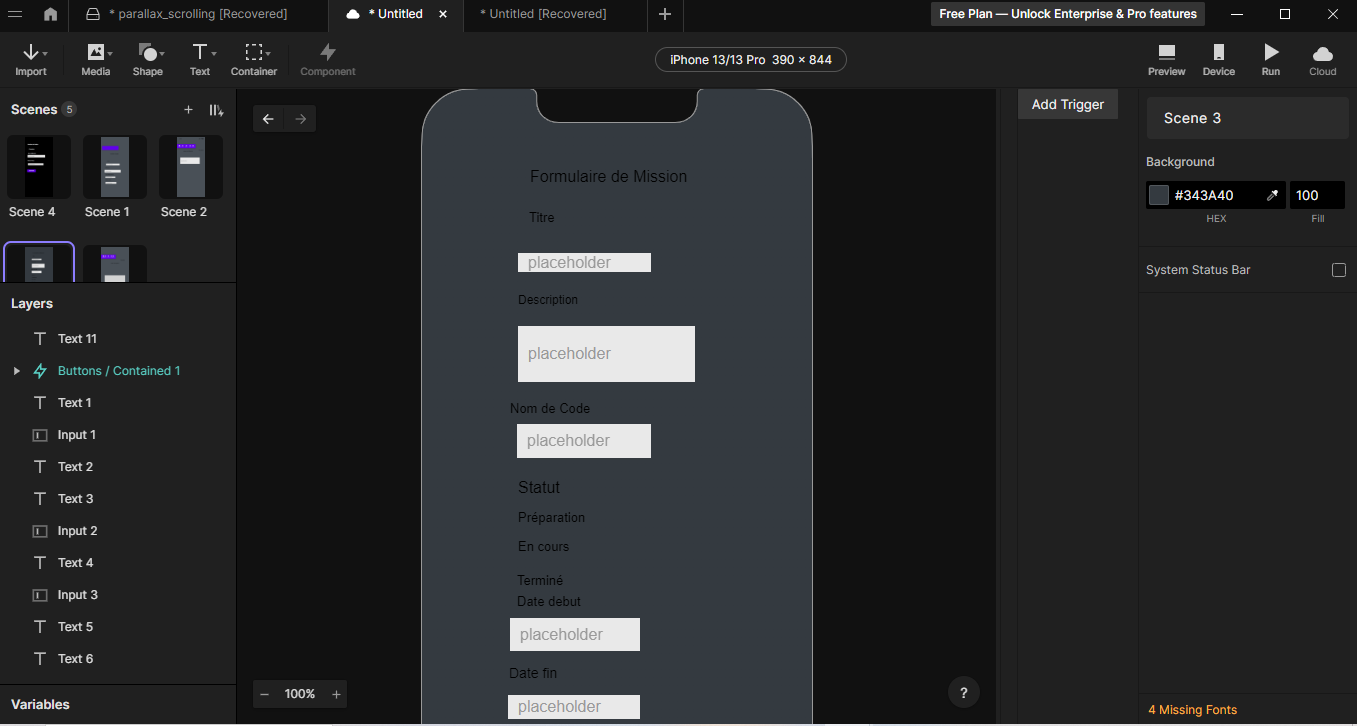 * parallax_scrolling [Recovered]
* Untitled
* Untitled [Recovered]
Free Plan — Unlock Enterprise & Pro features
Import
Media
Shape
Text
Container
Component
iPhone 13/13 Pro 390 × 844
Preview
Device
Run
Cloud
Scenes 5
Scene 4
Scene 1
Scene 2
Layers
Text 11
Buttons / Contained 1
Text 1
Input 1
Text 2
Text 3
Input 2
Text 4
Input 3
Text 5
Text 6
Variables
Formulaire de Mission
Titre
placeholder
Description
placeholder
Nom de Code
placeholder
Statut
Préparation
En cours
Terminé
Date debut
placeholder
Date fin
placeholder
100%
?
Add Trigger
Scene 3
Background
#343A40
100
HEX
Fill
System Status Bar
4 Missing Fonts